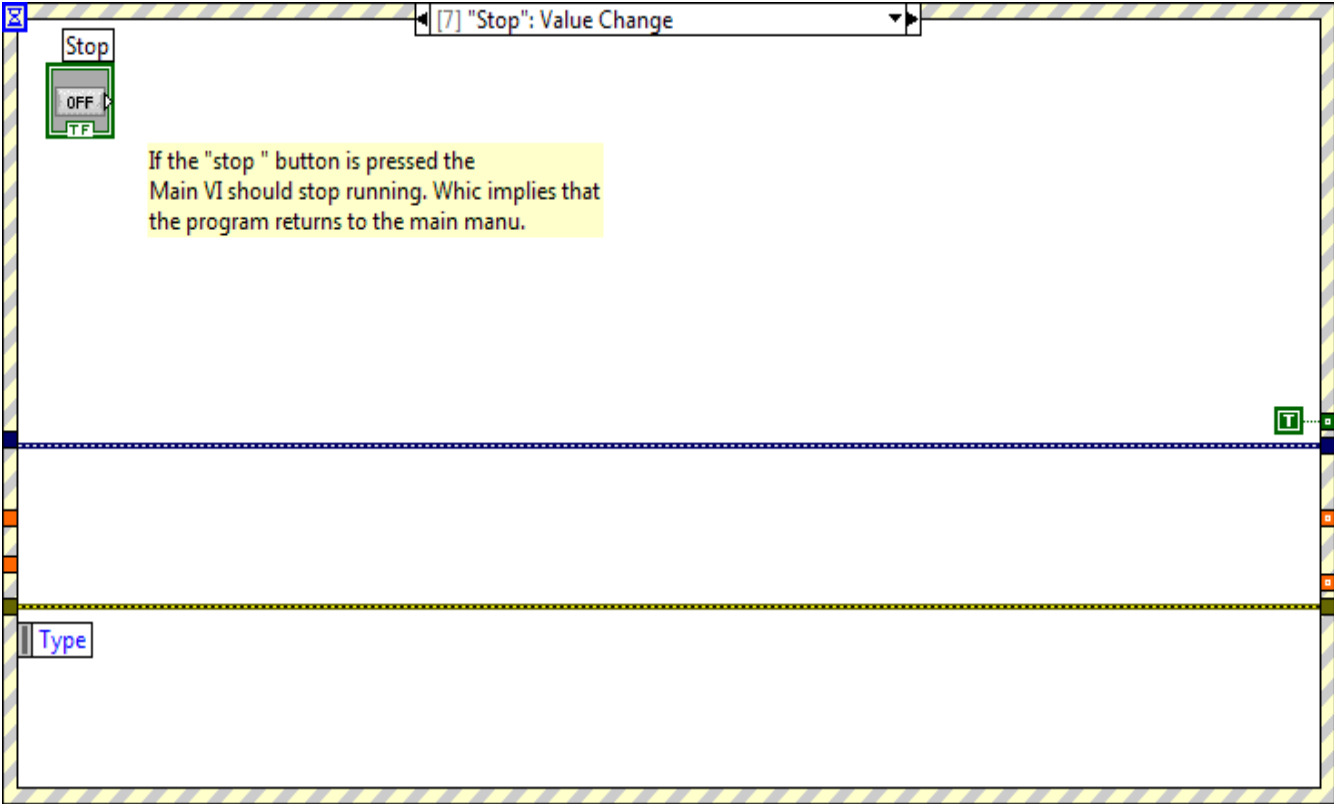 [7] "Stop": Value Change
Stop
OFF
TF
If the "stop " button is pressed the
Main VI should stop running. Whic implies that
the program returns to the main manu.
T
Type